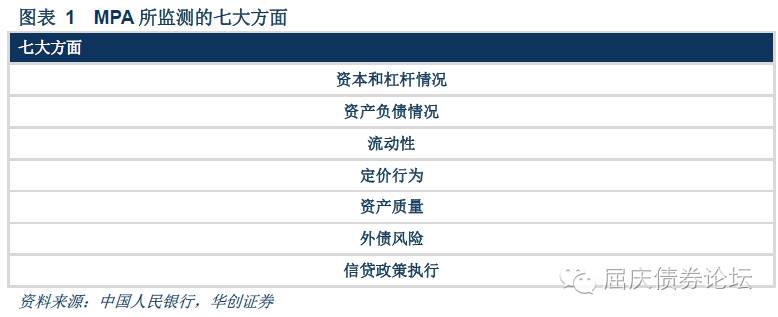 图表 1 MPA 所监测的七大方面
七大方面
资本和杠杆情况
资产负债情况
流动性
定价行为
资产质量
外债风险
信贷政策执行
屈庆债券论坛
资料来源：中国人民银行，华创证券